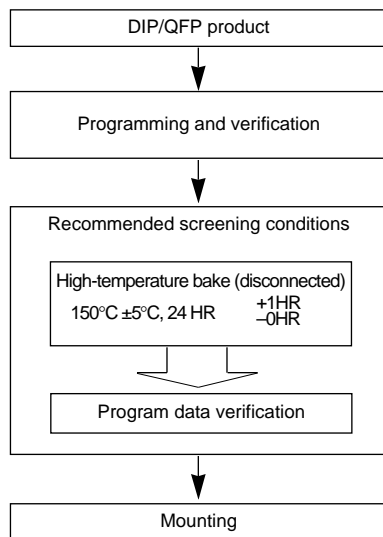 DIP/QFP product
Programming and verification
Recommended screening conditions
High-temperature bake (disconnected)
150°C ±5°C, 24 HR +1HR
–0HR
Program data verification
Mounting